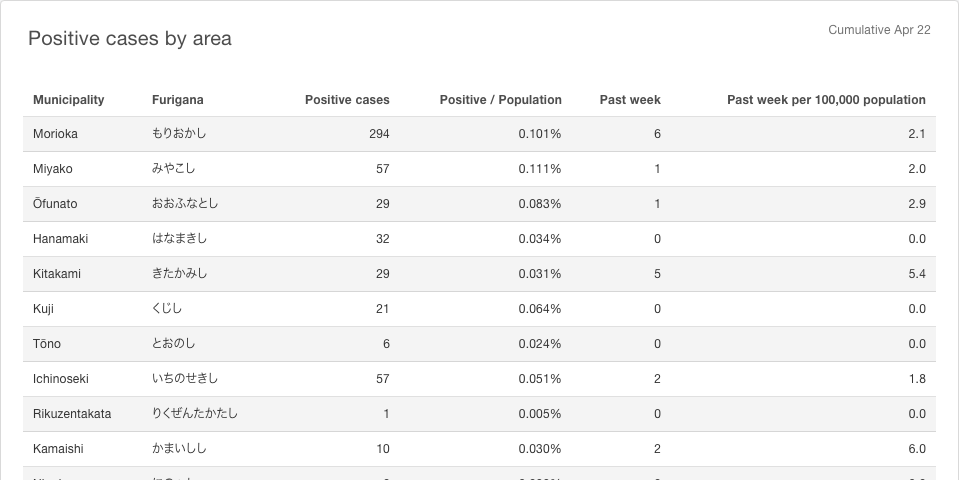 Positive cases by area
Cumulative Apr 22
Municipality Furigana Positive cases Positive / Population Past week Past week per 100,000 population
Morioka もりおかし 294 0.101% 6 2.1
Miyako みやこし 57 0.111% 1 2.0
Ōfunato おおふなとし 29 0.083% 1 2.9
Hanamaki はなまきし 32 0.034% 0 0.0
Kitakami きたかみし 29 0.031% 5 5.4
Kuji くじし 21 0.064% 0 0.0
Tōno とおのし 6 0.024% 0 0.0
Ichinoseki いちのせきし 57 0.051% 2 1.8
Rikuzentakata りくぜんたかたし 1 0.005% 0 0.0
Kamaishi かまいしし 10 0.030% 2 6.0